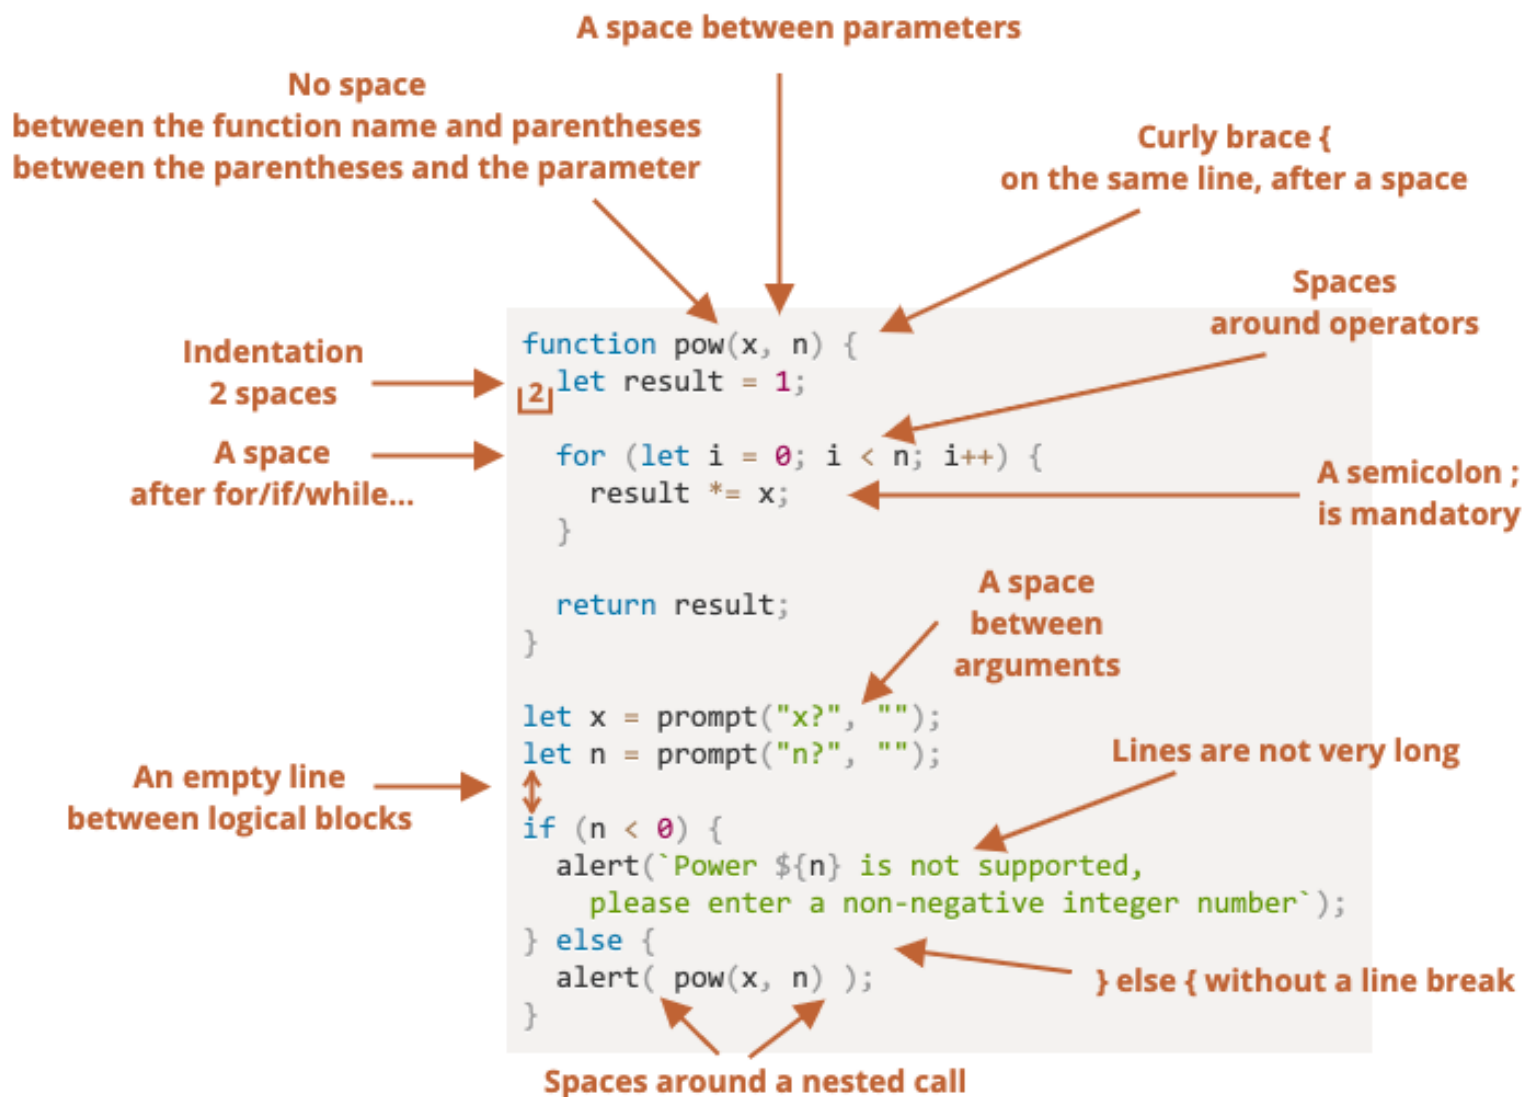 A space between parameters
No space
between the function name and parentheses
between the parentheses and the parameter
Curly brace {
on the same line, after a space
Spaces
around operators
Indentation
2 spaces
A space
after for/if/while...
function pow(x, n) {
  let result = 1;
2
  for (let i = 0; i < n; i++) {
    result *= x;
  }
  return result;
}
let x = prompt("x?", "");
let n = prompt("n?", "");
if (n < 0) {
  alert(`Power ${n} is not supported,
    please enter a non-negative integer number`);
} else {
  alert( pow(x, n) );
}
A semicolon ;
is mandatory
A space
between
arguments
An empty line
between logical blocks
Lines are not very long
} else { without a line break
Spaces around a nested call